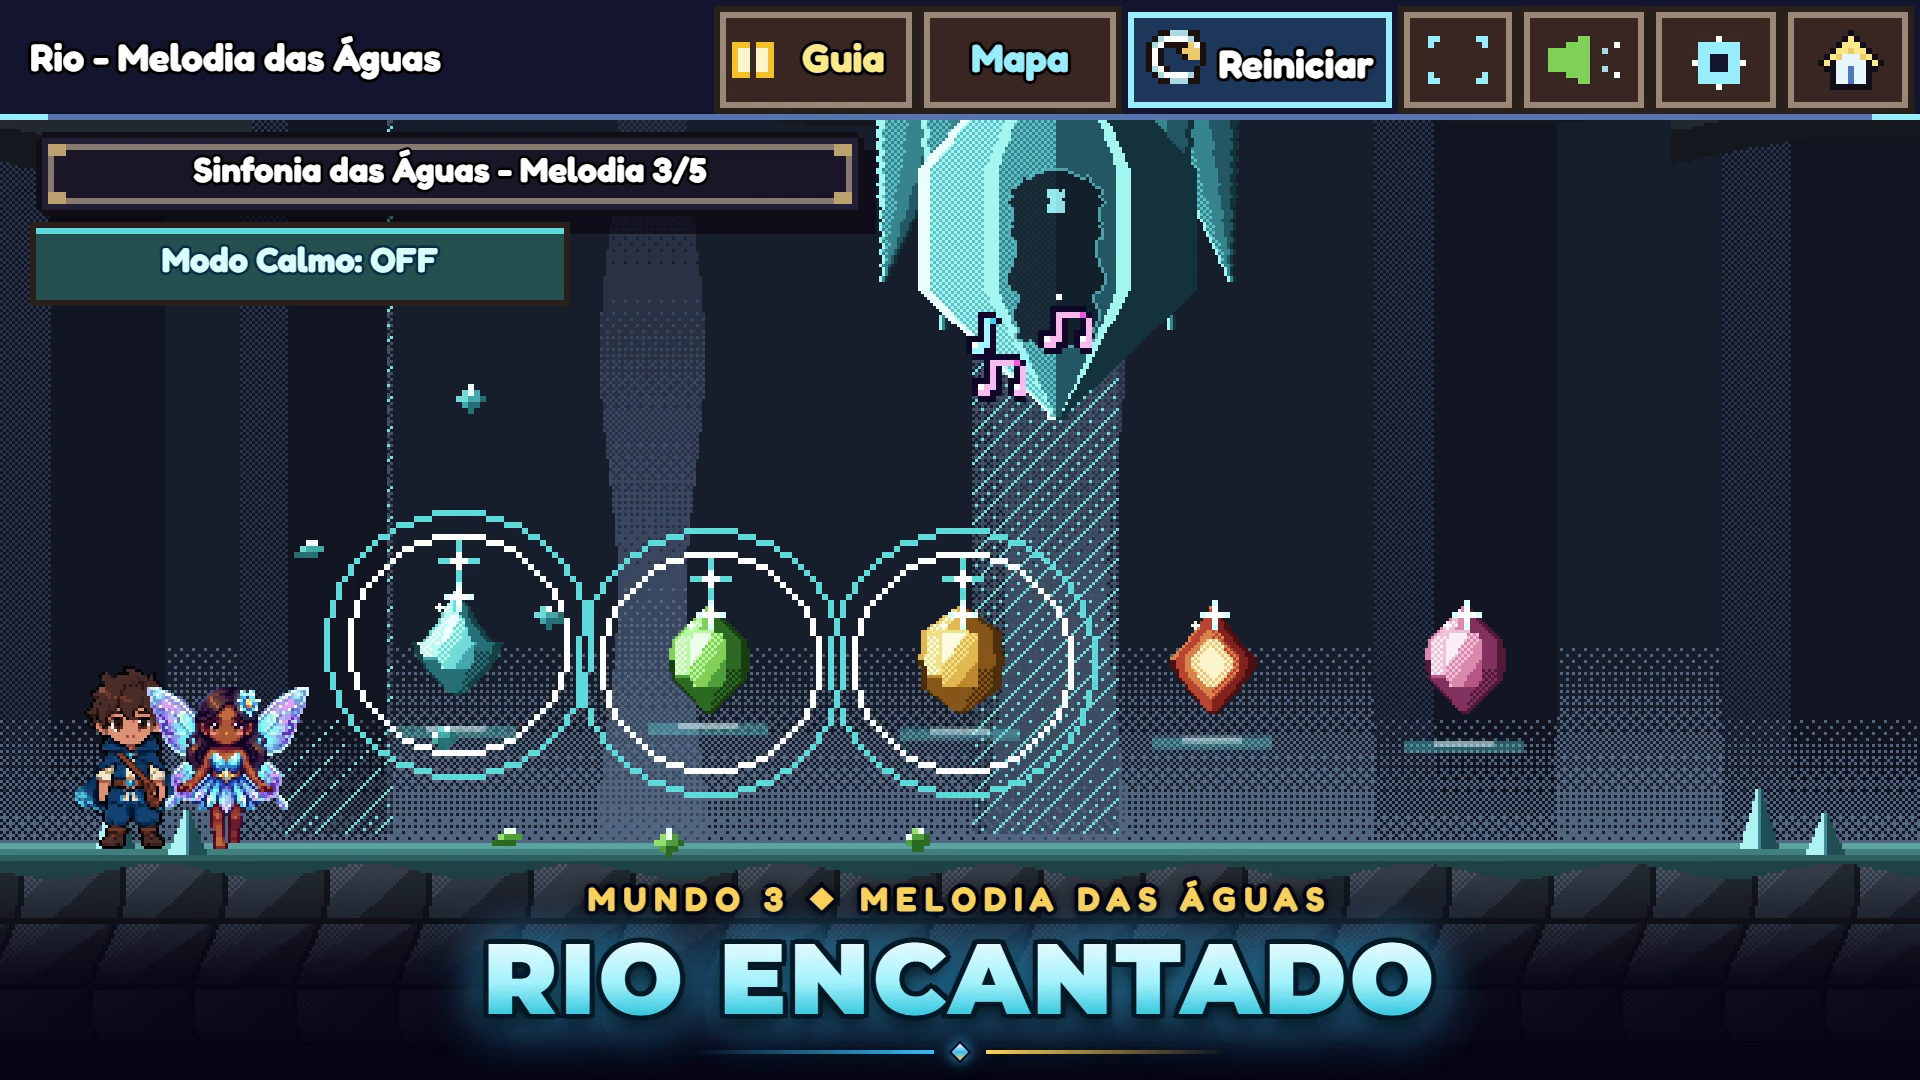 Rio - Melodia das Águas
Guia
Mapa
Reiniciar
Sinfonia das Águas - Melodia 3/5
Modo Calmo: OFF
MUNDO 3 ◆ MELODIA DAS ÁGUAS
RIO ENCANTADO